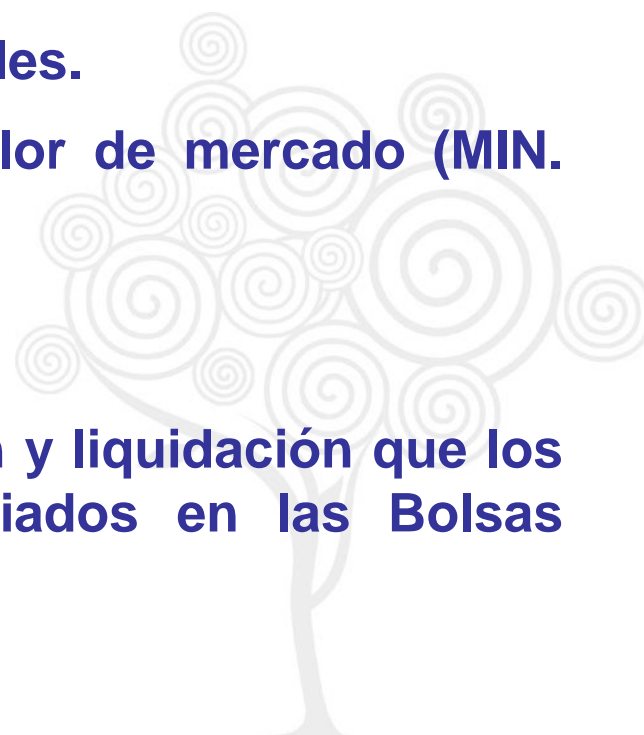 les.
lor de mercado (MIN.
n y liquidación que los
iados en las Bolsas